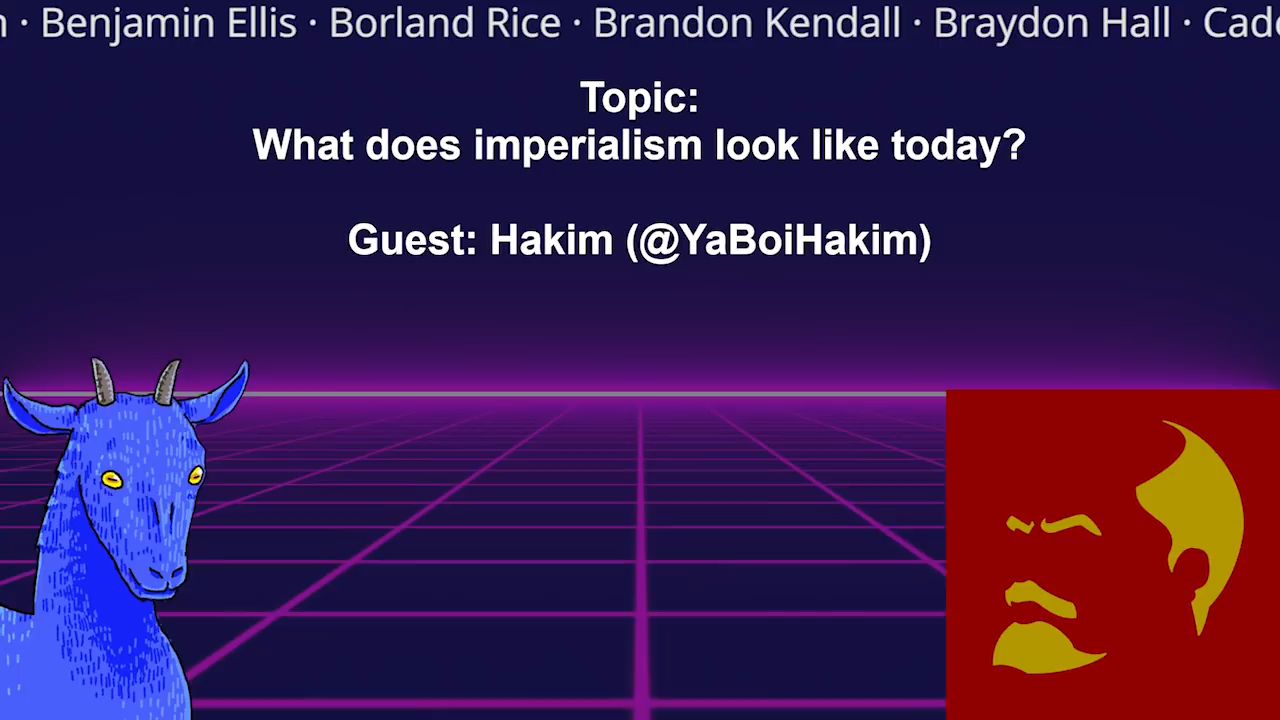 · Benjamin Ellis · Borland Rice · Brandon Kendall · Braydon Hall ·
Topic:
What does imperialism look like today?
Guest: Hakim (@YaBoiHakim)